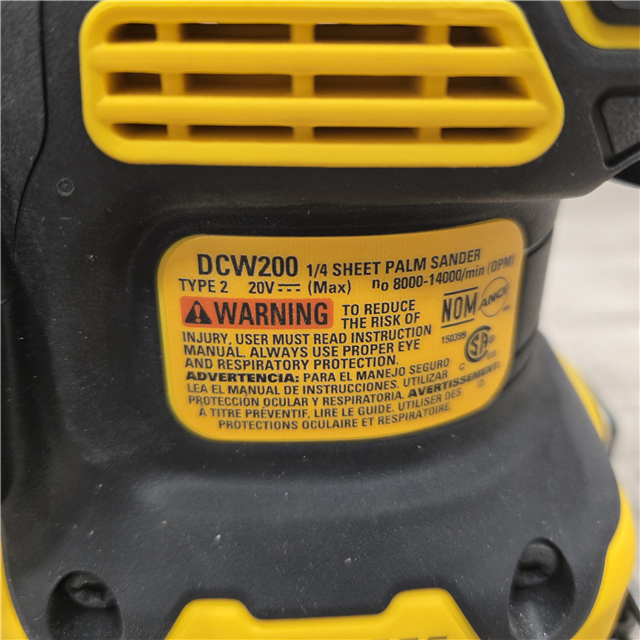 DCW200 1/4 SHEET PALM SANDER
TYPE 2 20V (Max) n₀ 8000-14000/min (OPM)
WARNING TO REDUCE
THE RISK OF
INJURY, USER MUST READ INSTRUCTION
MANUAL. ALWAYS USE PROPER EYE
AND RESPIRATORY PROTECTION.
ADVERTENCIA: PARA EL MANEJO SEGURO
LEA EL MANUAL DE INSTRUCCIONES. UTILIZAR
PROTECCIÓN OCULAR Y RESPIRATORIA. AVERTISSEMENT:
À TITRE PRÉVENTIF, LIRE LE GUIDE. UTILISER DES
PROTECTIONS OCULAIRE ET RESPIRATOIRE.
NOM ANCE
150399